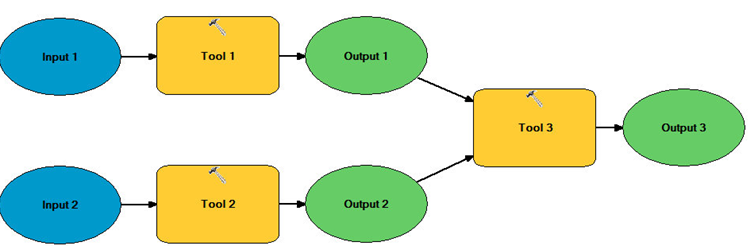 Input 1
Tool 1
Output 1
Tool 3
Output 3
Input 2
Tool 2
Output 2